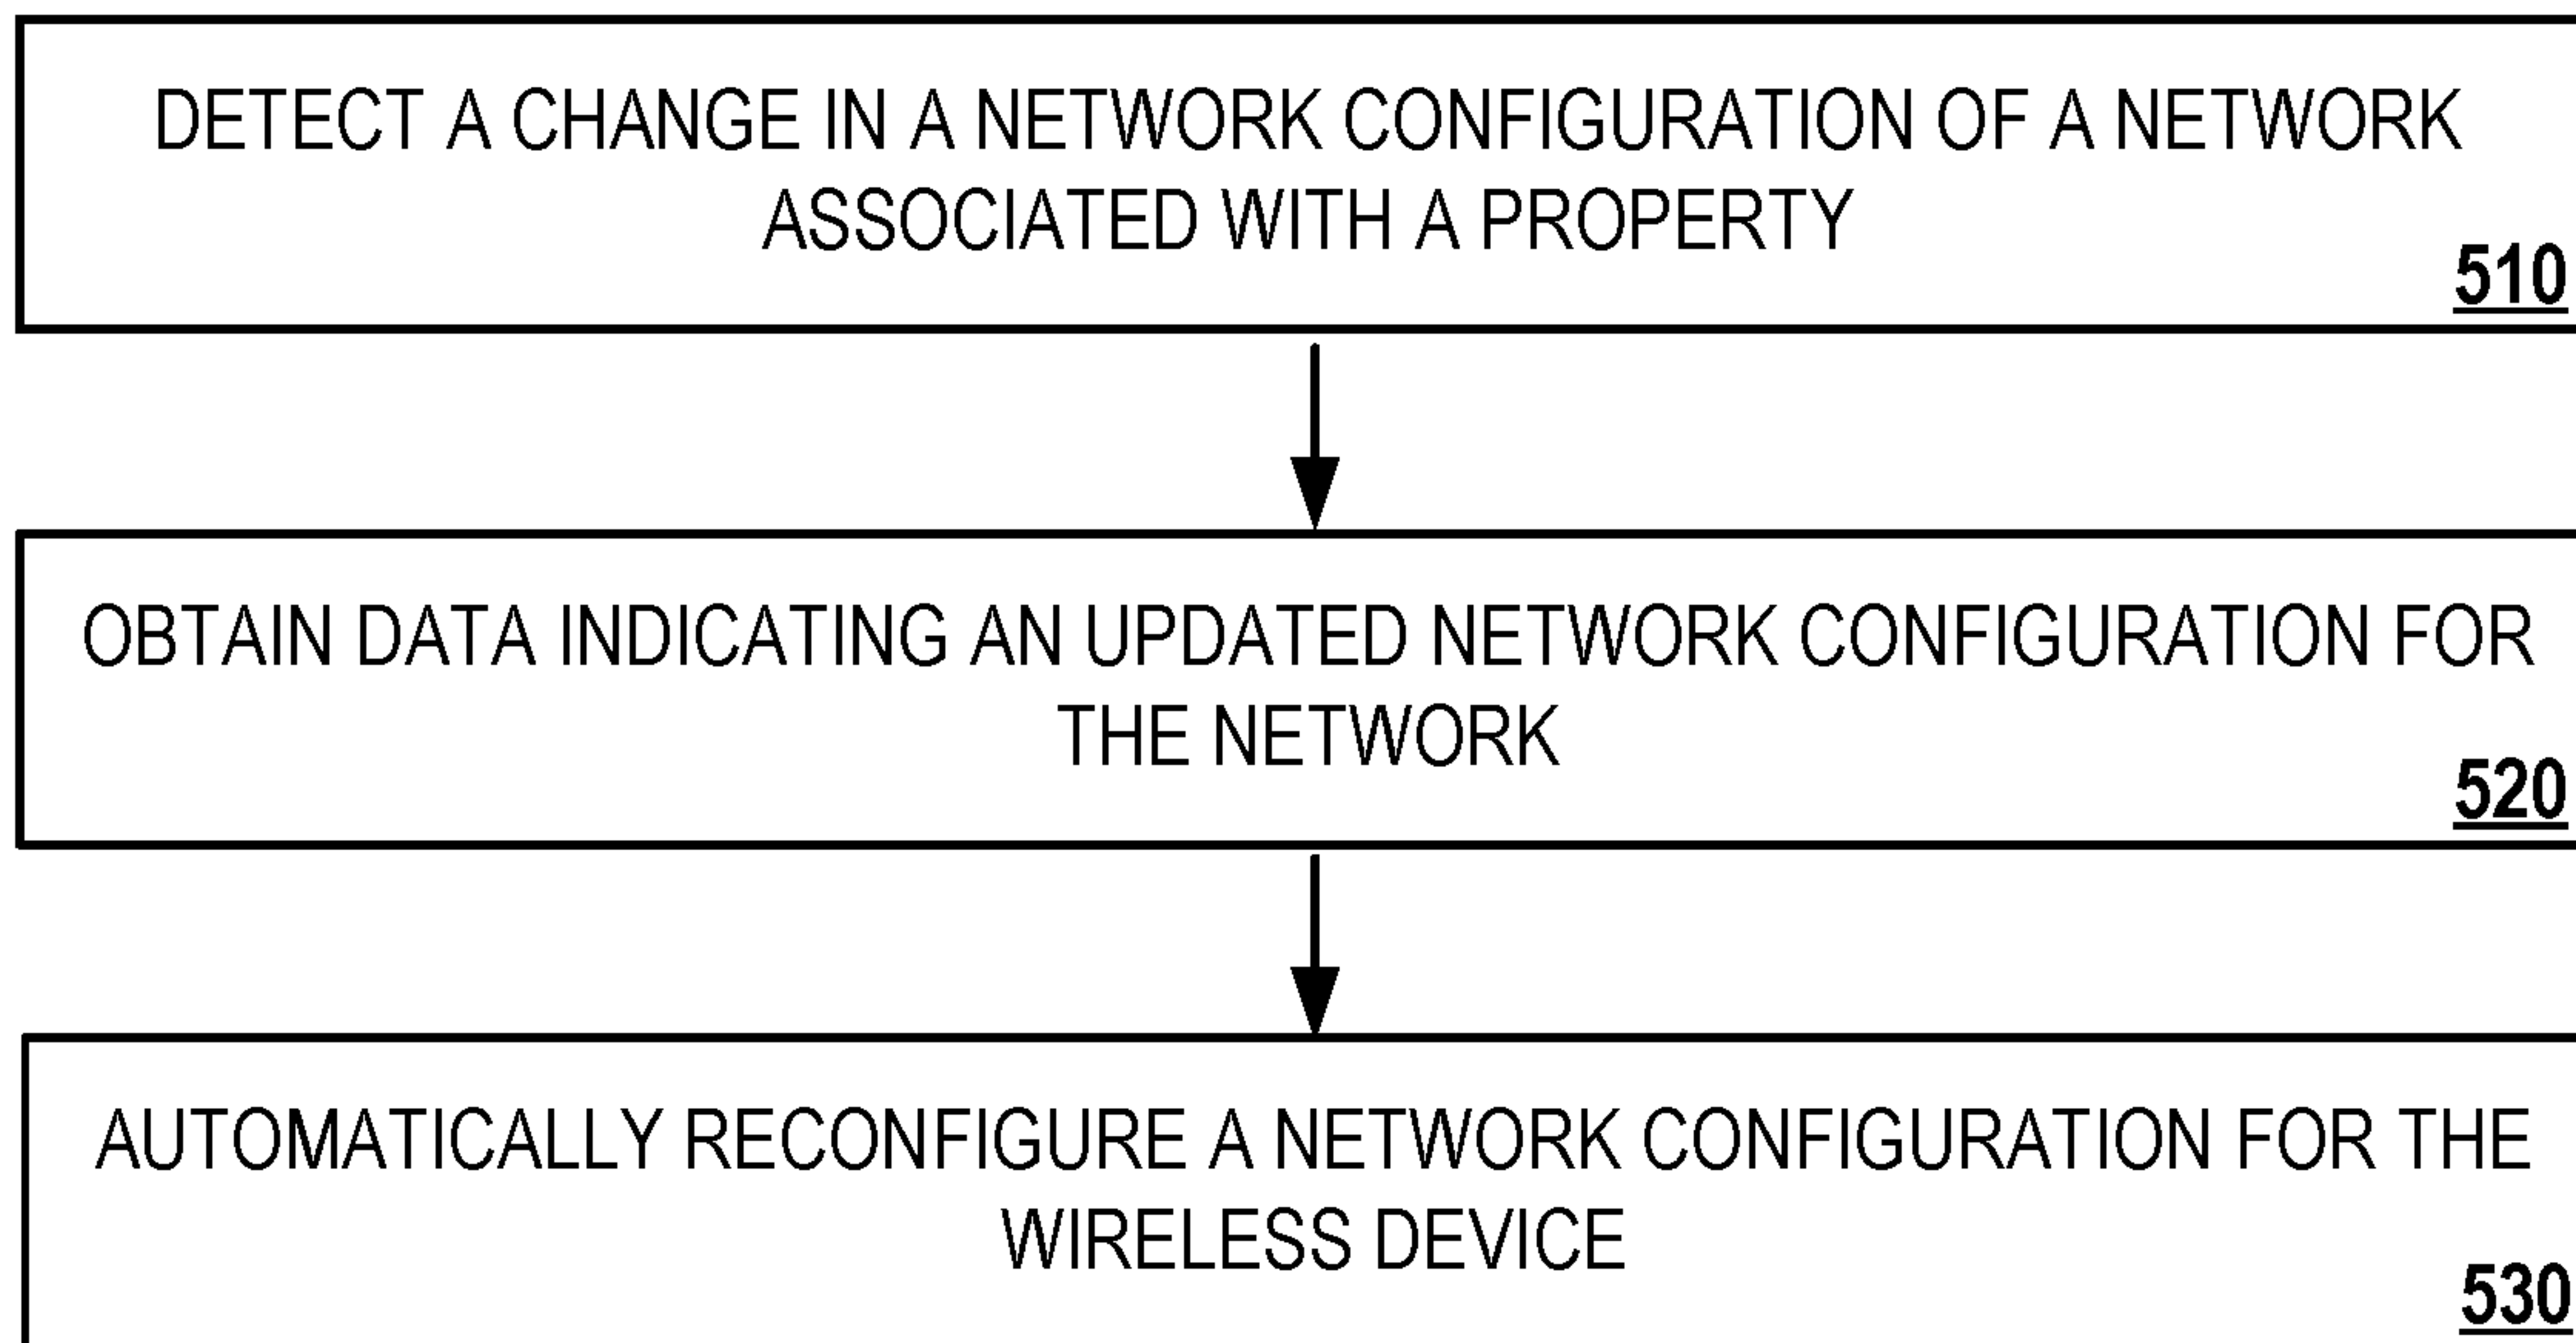 DETECT A CHANGE IN A NETWORK CONFIGURATION OF A NETWORK
ASSOCIATED WITH A PROPERTY
510
OBTAIN DATA INDICATING AN UPDATED NETWORK CONFIGURATION FOR
THE NETWORK
520
AUTOMATICALLY RECONFIGURE A NETWORK CONFIGURATION FOR THE
WIRELESS DEVICE
530